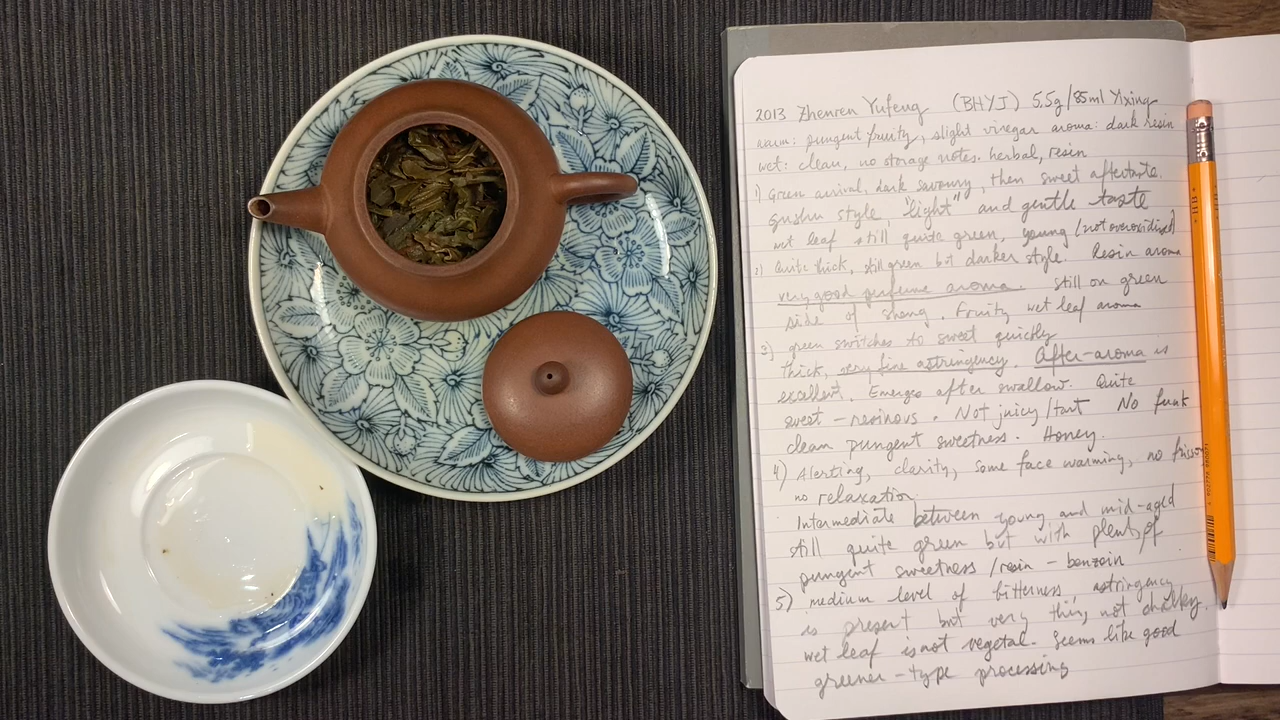 2013 Zhenren Yufeng (BHYJ) 5.5g/85ml Yixing
warm: pungent fruity, slight vinegar aroma: dark resin
wet: clean, no storage notes. herbal, resin
1) Green arrival, dark savoury, then sweet aftertaste.
gushu style "light" and gentle taste
wet leaf still quite green, young (not overoxidised)
2) Quite thick, still green but darker style. Resin aroma
very good perfume aroma. still on green
side of sheng. Fruity wet leaf aroma
3) green switches to sweet quickly
thick, very fine astringency. After-aroma is
excellent. Emerges after swallow. Quite
sweet - resinous. Not juicy/tart No funk
clean pungent sweetness. Honey.
4) Alerting, clarity, some face warming, no frisson
no relaxation
Intermediate between young and mid-aged
still quite green but with plenty of
pungent sweetness/resin - benzoin
5) medium level of bitterness, astringency
is present but very thin, not chalky.
wet leaf is not vegetal. Seems like good
greener-type processing
HB